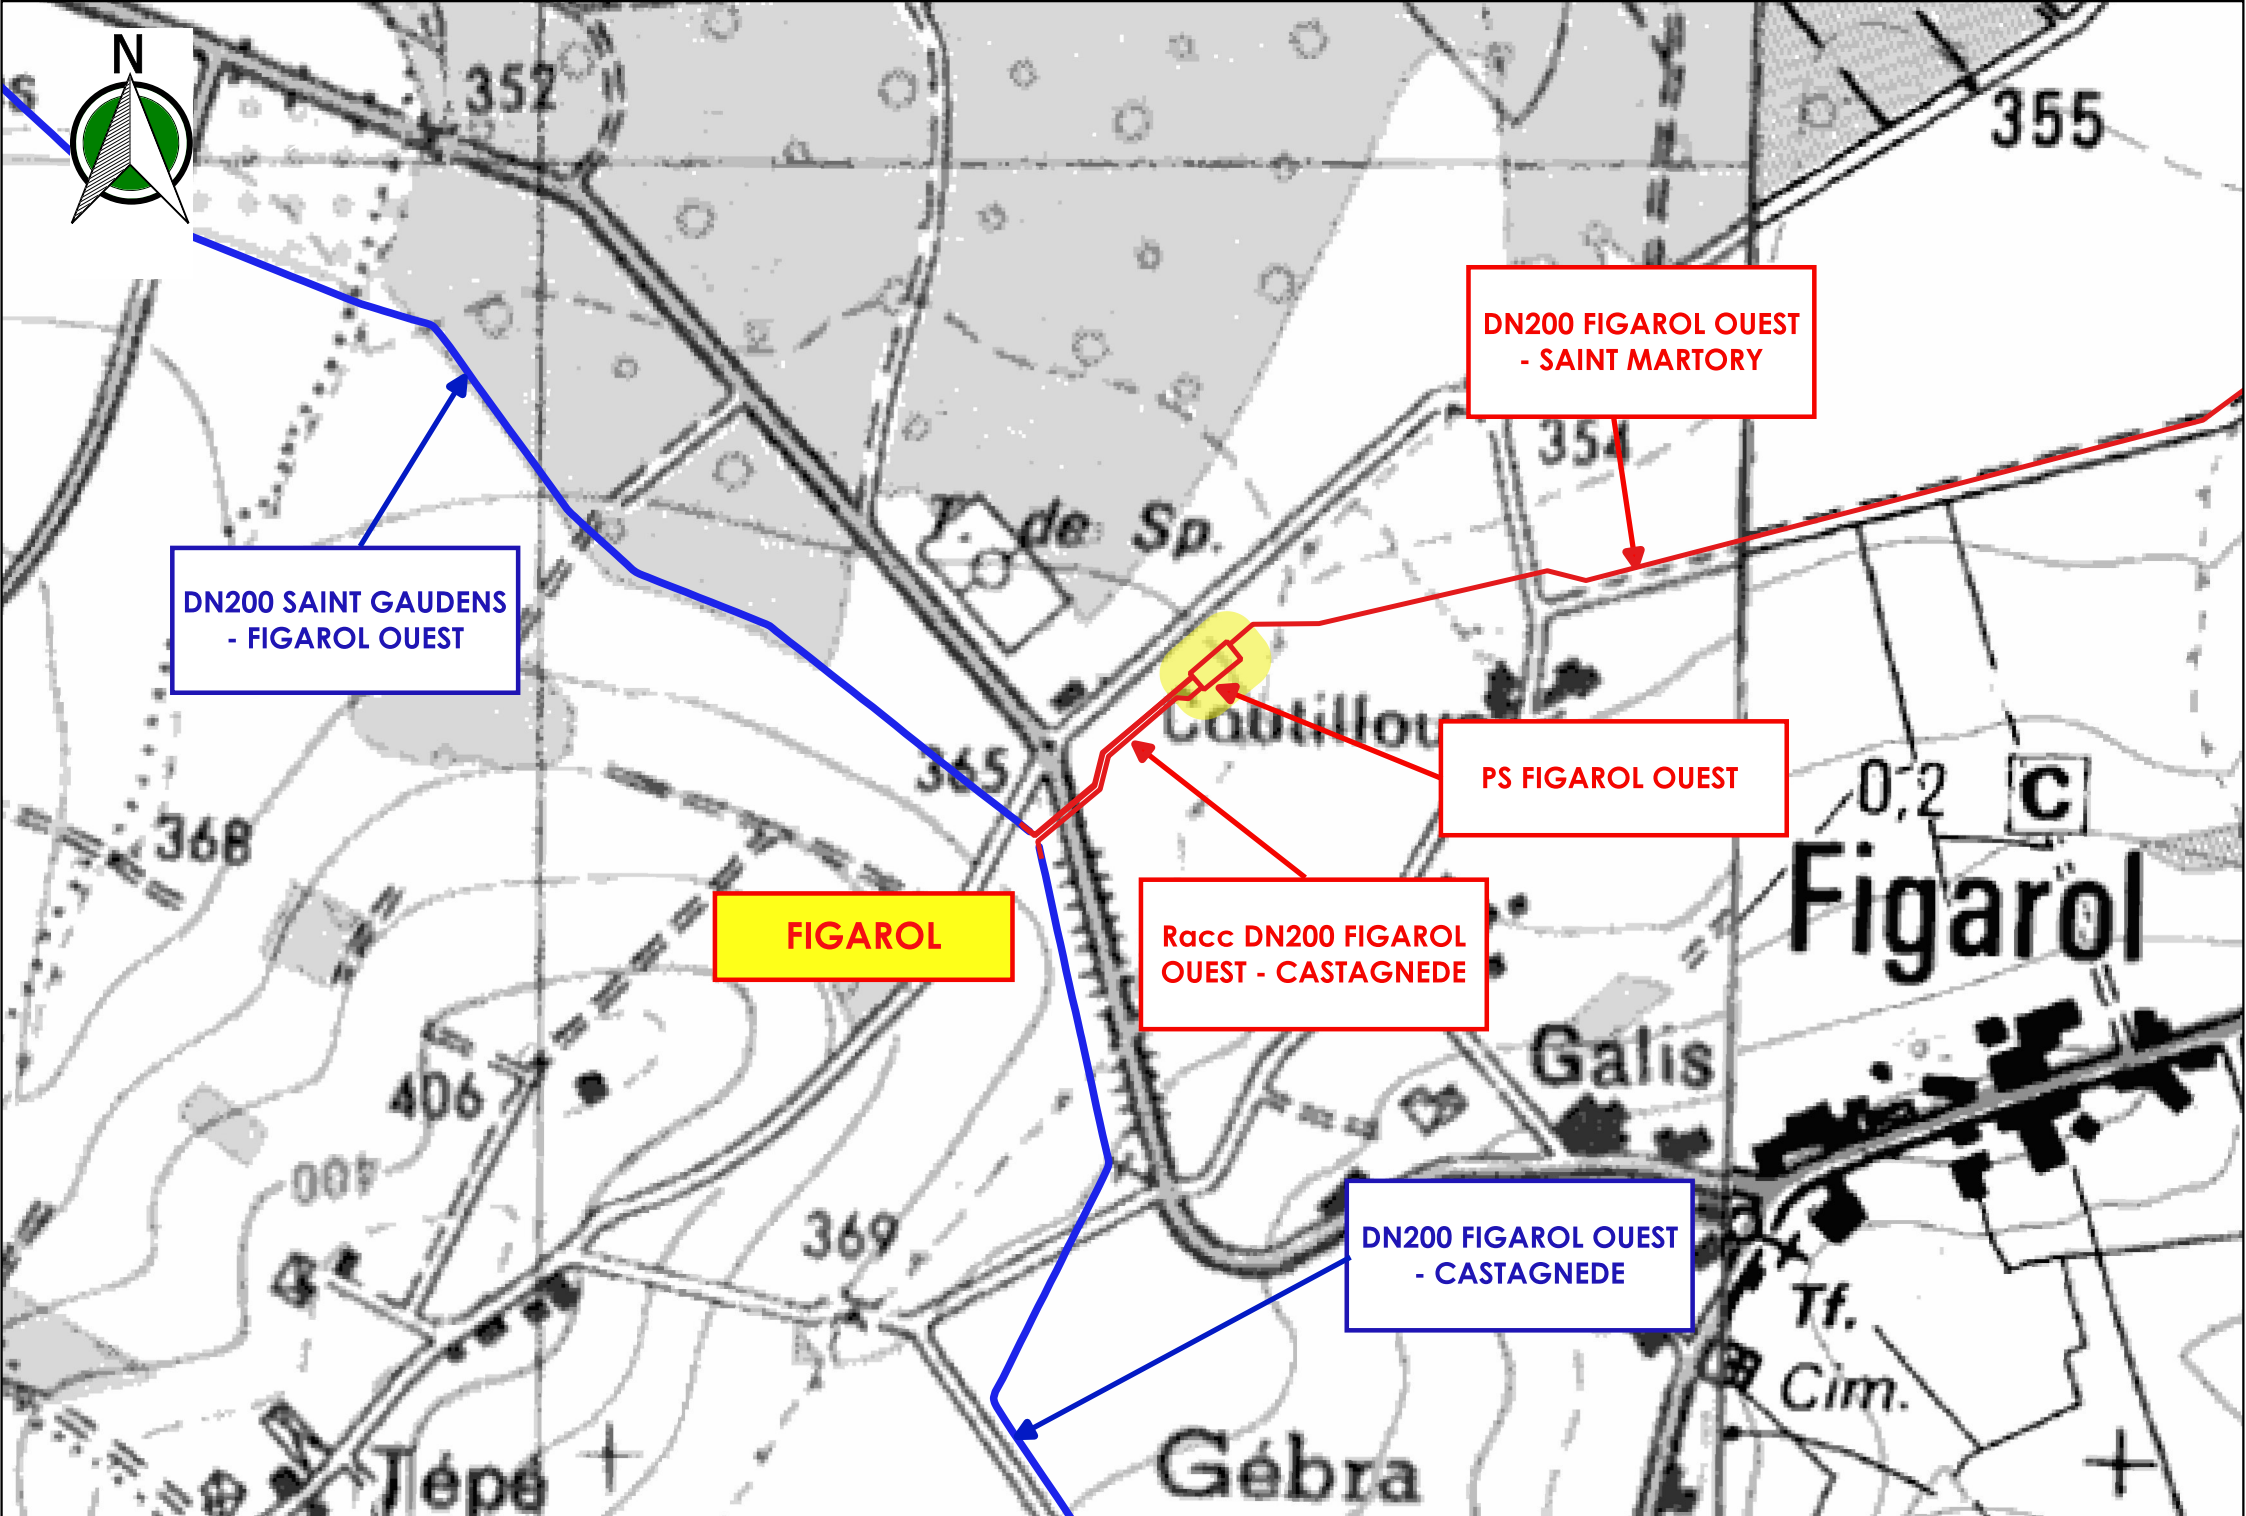 N
352
355
DN200 FIGAROL OUEST
- SAINT MARTORY
354
T. de Sp.
DN200 SAINT GAUDENS
- FIGAROL OUEST
365
PS FIGAROL OUEST
0,2
C
368
Figarol
FIGAROL
Racc DN200 FIGAROL
OUEST - CASTAGNEDE
Galis
406
400
369
DN200 FIGAROL OUEST
- CASTAGNEDE
Tf.
Cim.
Tépé
Gébra